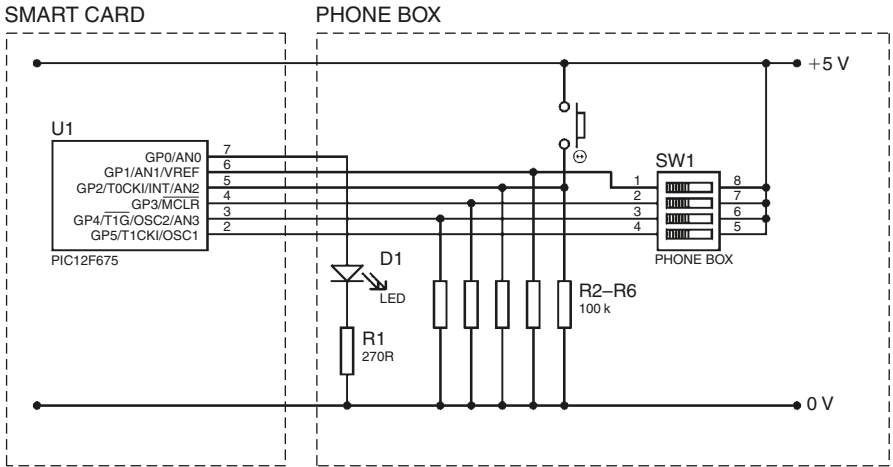 SMART CARD
PHONE BOX
+5 V
U1
GP0/AN0 7
GP1/AN1/VREF 6
GP2/T0CKI/INT/AN2 5
GP3/MCLR 4
GP4/T1G/OSC2/AN3 3
GP5/T1CKI/OSC1 2
PIC12F675
SW1
1 8
2 7
3 6
4 5
PHONE BOX
D1
LED
R2–R6
100 k
R1
270R
0 V